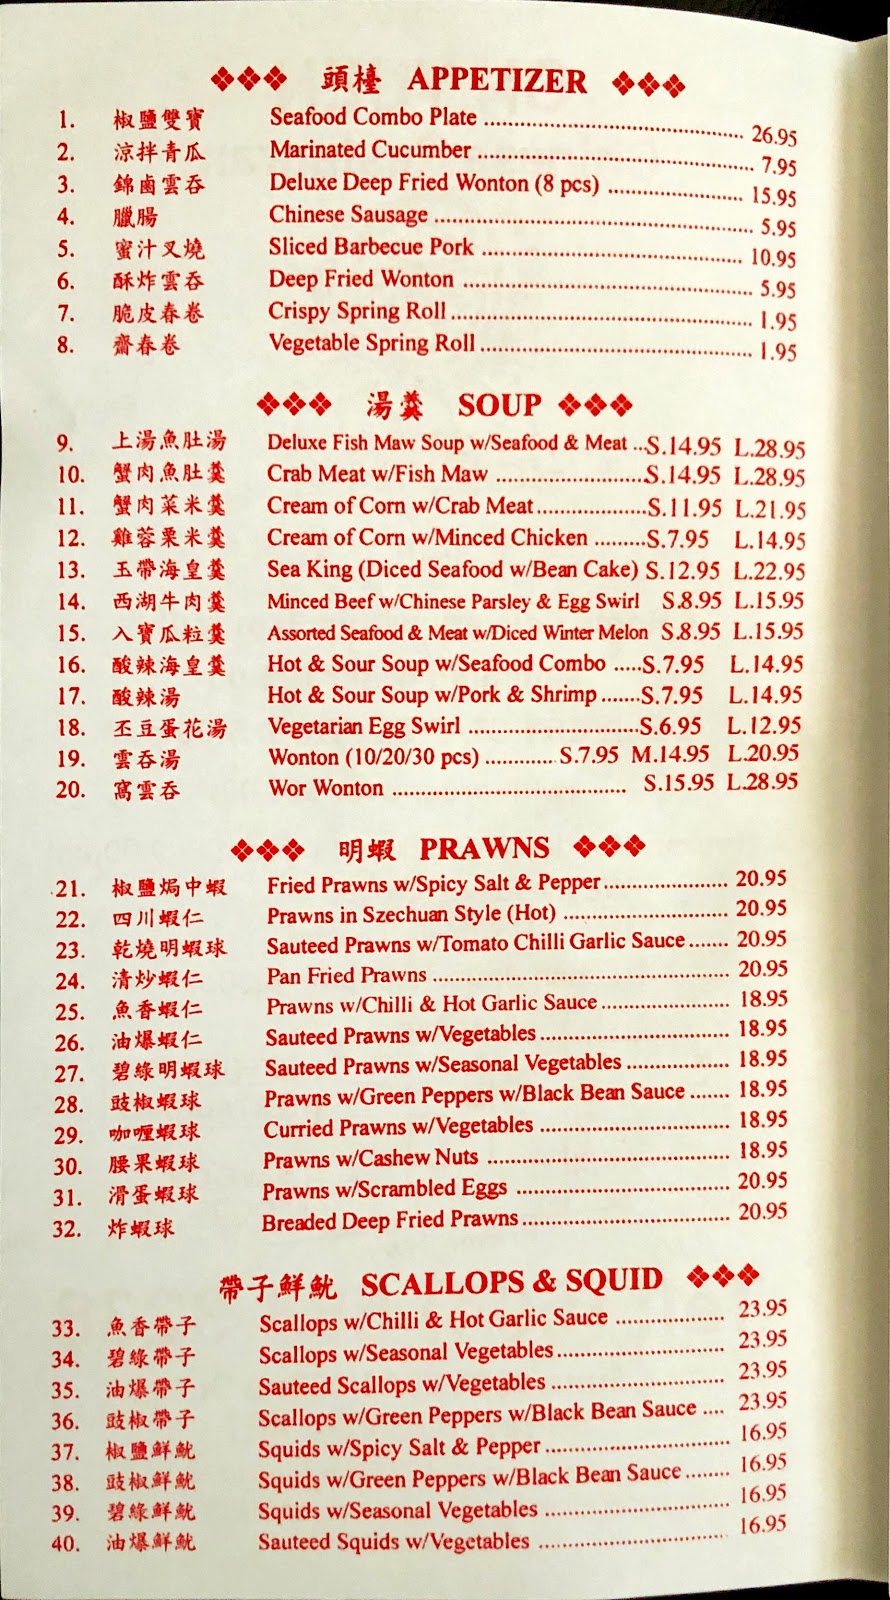 頭檯 APPETIZER
1. 椒鹽雙寶 Seafood Combo Plate 26.95
2. 涼拌青瓜 Marinated Cucumber 7.95
3. 錦鹵雲吞 Deluxe Deep Fried Wonton (8 pcs) 15.95
4. 臘腸 Chinese Sausage 5.95
5. 蜜汁叉燒 Sliced Barbecue Pork 10.95
6. 酥炸雲吞 Deep Fried Wonton 5.95
7. 脆皮春卷 Crispy Spring Roll 1.95
8. 齋春卷 Vegetable Spring Roll 1.95
湯羹 SOUP
9. 上湯魚肚湯 Deluxe Fish Maw Soup w/Seafood & Meat S.14.95 L.28.95
10. 蟹肉魚肚羹 Crab Meat w/Fish Maw S.14.95 L.28.95
11. 蟹肉菜米羹 Cream of Corn w/Crab Meat S.11.95 L.21.95
12. 雞蓉粟米羹 Cream of Corn w/Minced Chicken S.7.95 L.14.95
13. 玉帶海皇羹 Sea King (Diced Seafood w/Bean Cake) S.12.95 L.22.95
14. 西湖牛肉羹 Minced Beef w/Chinese Parsley & Egg Swirl S.8.95 L.15.95
15. 入寶瓜粒羹 Assorted Seafood & Meat w/Diced Winter Melon S.8.95 L.15.95
16. 酸辣海皇羹 Hot & Sour Soup w/Seafood Combo S.7.95 L.14.95
17. 酸辣湯 Hot & Sour Soup w/Pork & Shrimp S.7.95 L.14.95
18. 丕豆蛋花湯 Vegetarian Egg Swirl S.6.95 L.12.95
19. 雲吞湯 Wonton (10/20/30 pcs) S.7.95 M.14.95 L.20.95
20. 窩雲吞 Wor Wonton S.15.95 L.28.95
明蝦 PRAWNS
21. 椒鹽焗中蝦 Fried Prawns w/Spicy Salt & Pepper 20.95
22. 四川蝦仁 Prawns in Szechuan Style (Hot) 20.95
23. 乾燒明蝦球 Sauteed Prawns w/Tomato Chilli Garlic Sauce 20.95
24. 清炒蝦仁 Pan Fried Prawns 20.95
25. 魚香蝦仁 Prawns w/Chilli & Hot Garlic Sauce 18.95
26. 油爆蝦仁 Sauteed Prawns w/Vegetables 18.95
27. 碧綠明蝦球 Sauteed Prawns w/Seasonal Vegetables 18.95
28. 豉椒蝦球 Prawns w/Green Peppers w/Black Bean Sauce 18.95
29. 咖喱蝦球 Curried Prawns w/Vegetables 18.95
30. 腰果蝦球 Prawns w/Cashew Nuts 18.95
31. 滑蛋蝦球 Prawns w/Scrambled Eggs 20.95
32. 炸蝦球 Breaded Deep Fried Prawns 20.95
帶子鮮魷 SCALLOPS & SQUID
33. 魚香帶子 Scallops w/Chilli & Hot Garlic Sauce 23.95
34. 碧綠帶子 Scallops w/Seasonal Vegetables 23.95
35. 油爆帶子 Sauteed Scallops w/Vegetables 23.95
36. 豉椒帶子 Scallops w/Green Peppers w/Black Bean Sauce 23.95
37. 椒鹽鮮魷 Squids w/Spicy Salt & Pepper 16.95
38. 豉椒鮮魷 Squids w/Green Peppers w/Black Bean Sauce 16.95
39. 碧綠鮮魷 Squids w/Seasonal Vegetables 16.95
40. 油爆鮮魷 Sauteed Squids w/Vegetables 16.95